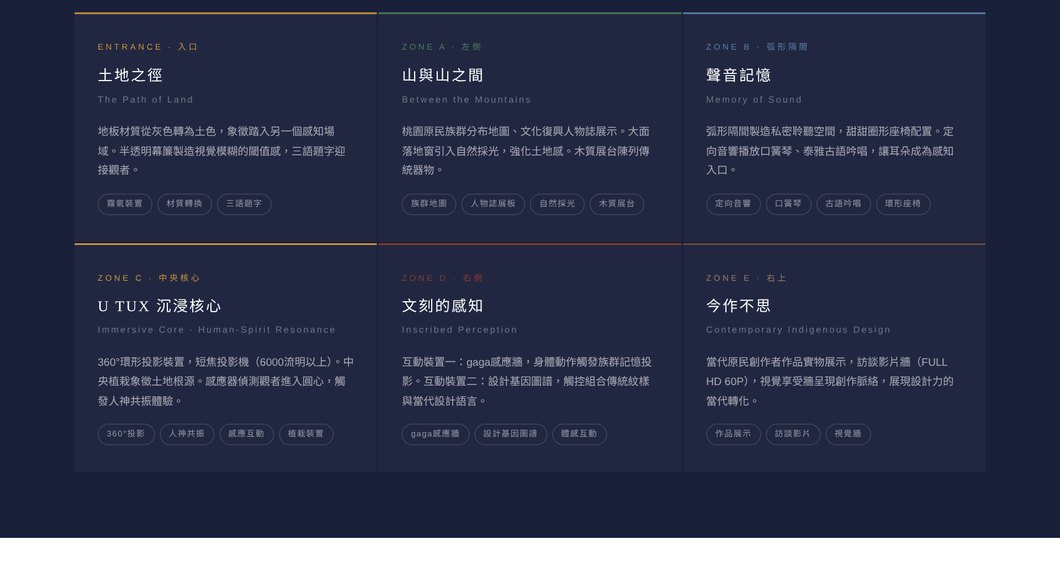 ENTRANCE · 入口
土地之徑
The Path of Land
地板材質從灰色轉為土色，象徵踏入另一個感知場
域。半透明幕簾製造視覺模糊的閾值感，三語題字迎
接觀者。
霧氣裝置 材質轉換 三語題字
ZONE A · 左側
山與山之間
Between the Mountains
桃園原民族群分布地圖、文化復興人物誌展示。大面
落地窗引入自然採光，強化土地感。木質展台陳列傳
統器物。
族群地圖 人物誌展板 自然採光 木質展台
ZONE B · 弧形隔間
聲音記憶
Memory of Sound
弧形隔間製造私密聆聽空間，甜甜圈形座椅配置。定
向音響播放口簧琴、泰雅古語吟唱，讓耳朵成為感知
入口。
定向音響 口簧琴 古語吟唱 環形座椅
ZONE C · 中央核心
U TUX 沉浸核心
Immersive Core · Human-Spirit Resonance
360°環形投影裝置，短焦投影機（6000流明以上）。中
央植栽象徵土地根源。感應器偵測觀者進入圓心，觸
發人神共振體驗。
360°投影 人神共振 感應互動 植栽裝置
ZONE D · 右側
文刻的感知
Inscribed Perception
互動裝置一：gaga感應牆，身體動作觸發族群記憶投
影。互動裝置二：設計基因圖譜，觸控組合傳統紋樣
與當代設計語言。
gaga感應牆 設計基因圖譜 體感互動
ZONE E · 右上
今作不思
Contemporary Indigenous Design
當代原民創作者作品實物展示，訪談影片牆（FULL
HD 60P），視覺享受牆呈現創作脈絡，展現設計力的
當代轉化。
作品展示 訪談影片 視覺牆